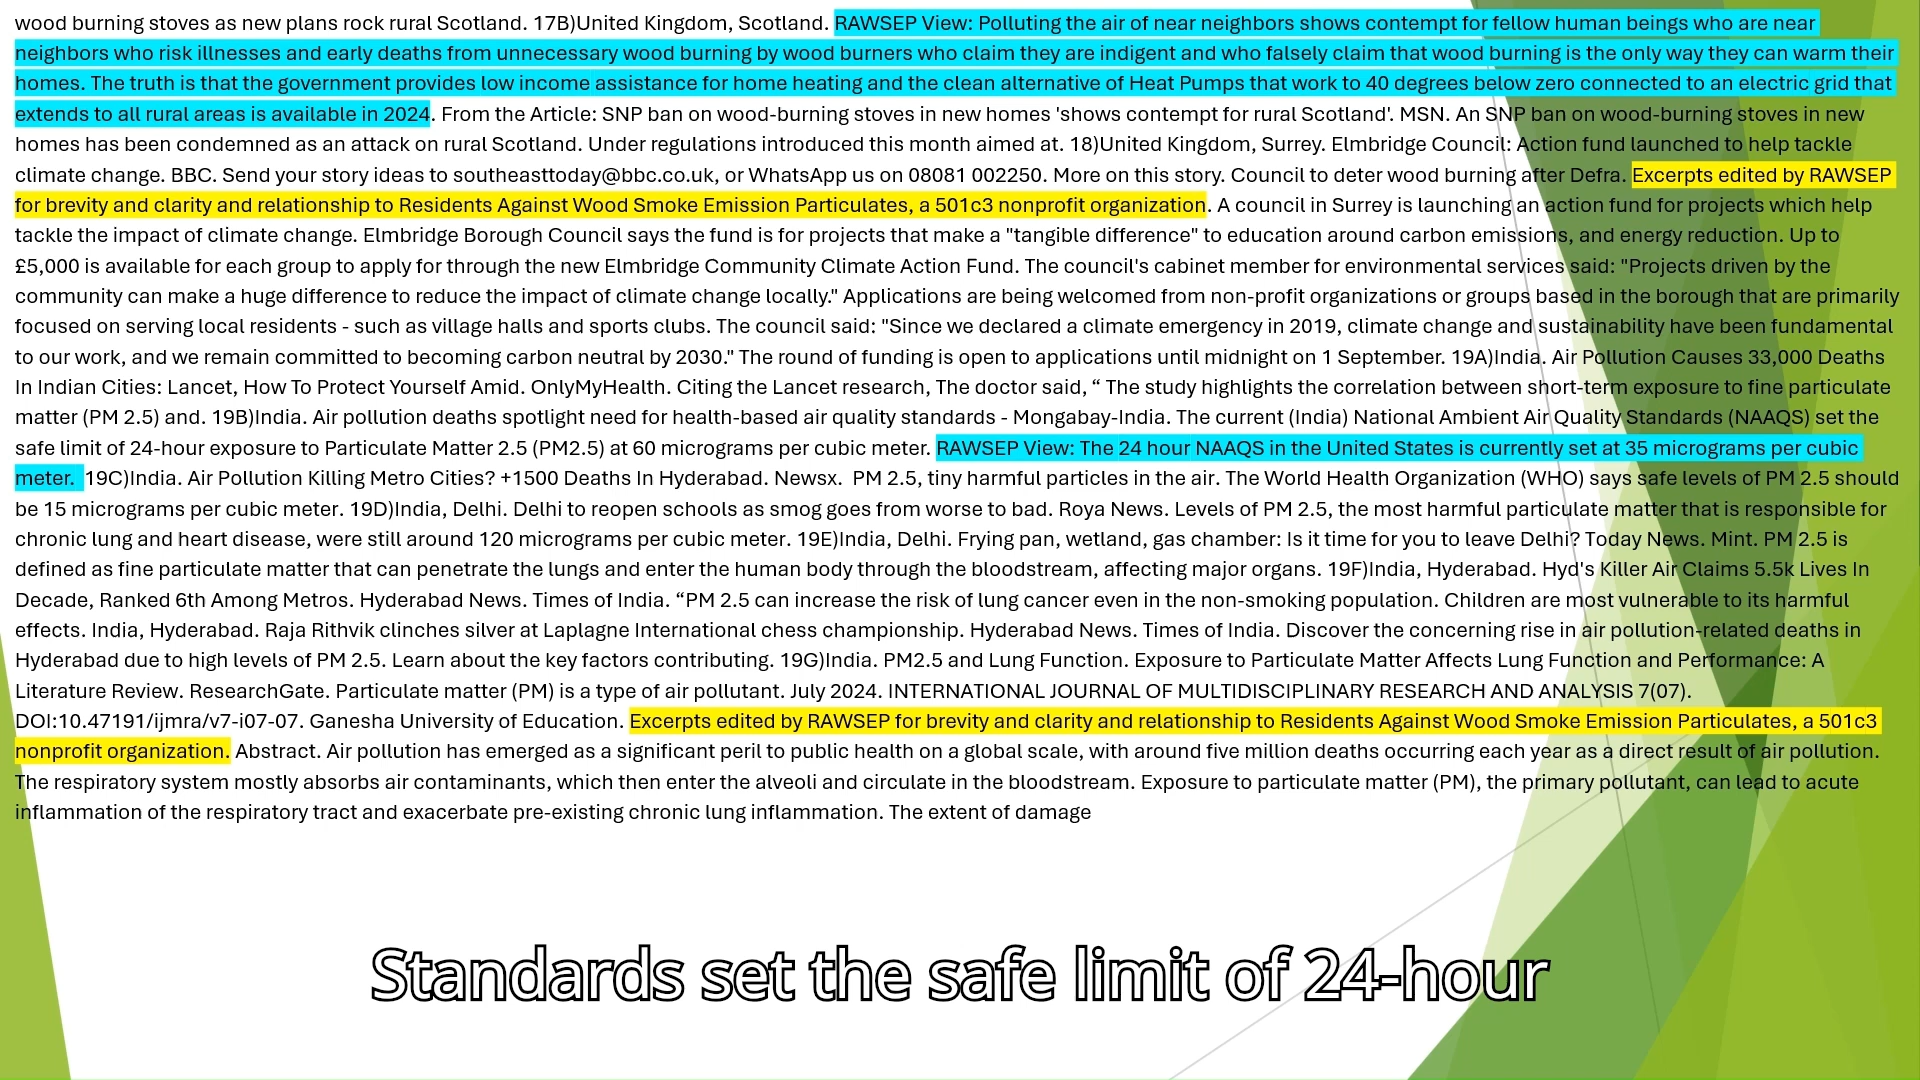 wood burning stoves as new plans rock rural Scotland. 17B)United Kingdom, Scotland. RAWSEP View: Polluting the air of near neighbors shows contempt for fellow human beings who are near
neighbors who risk illnesses and early deaths from unnecessary wood burning by wood burners who claim they are indigent and who falsely claim that wood burning is the only way they can warm their
homes. The truth is that the government provides low income assistance for home heating and the clean alternative of Heat Pumps that work to 40 degrees below zero connected to an electric grid that
extends to all rural areas is available in 2024. From the Article: SNP ban on wood-burning stoves in new homes 'shows contempt for rural Scotland'. MSN. An SNP ban on wood-burning stoves in new
homes has been condemned as an attack on rural Scotland. Under regulations introduced this month aimed at. 18)United Kingdom, Surrey. Elmbridge Council: Action fund launched to help tackle
climate change. BBC. Send your story ideas to southeasttoday@bbc.co.uk, or WhatsApp us on 08081 002250. More on this story. Council to deter wood burning after Defra. Excerpts edited by RAWSEP
for brevity and clarity and relationship to Residents Against Wood Smoke Emission Particulates, a 501c3 nonprofit organization. A council in Surrey is launching an action fund for projects which help
tackle the impact of climate change. Elmbridge Borough Council says the fund is for projects that make a "tangible difference" to education around carbon emissions, and energy reduction. Up to
£5,000 is available for each group to apply for through the new Elmbridge Community Climate Action Fund. The council's cabinet member for environmental services said: "Projects driven by the
community can make a huge difference to reduce the impact of climate change locally." Applications are being welcomed from non-profit organizations or groups based in the borough that are primarily
focused on serving local residents - such as village halls and sports clubs. The council said: "Since we declared a climate emergency in 2019, climate change and sustainability have been fundamental
to our work, and we remain committed to becoming carbon neutral by 2030." The round of funding is open to applications until midnight on 1 September. 19A)India. Air Pollution Causes 33,000 Deaths
In Indian Cities: Lancet, How To Protect Yourself Amid. OnlyMyHealth. Citing the Lancet research, The doctor said, “ The study highlights the correlation between short-term exposure to fine particulate
matter (PM 2.5) and. 19B)India. Air pollution deaths spotlight need for health-based air quality standards - Mongabay-India. The current (India) National Ambient Air Quality Standards (NAAQS) set the
safe limit of 24-hour exposure to Particulate Matter 2.5 (PM2.5) at 60 micrograms per cubic meter. RAWSEP View: The 24 hour NAAQS in the United States is currently set at 35 micrograms per cubic
meter. 19C)India. Air Pollution Killing Metro Cities? +1500 Deaths In Hyderabad. Newsx. PM 2.5, tiny harmful particles in the air. The World Health Organization (WHO) says safe levels of PM 2.5 should
be 15 micrograms per cubic meter. 19D)India, Delhi. Delhi to reopen schools as smog goes from worse to bad. Roya News. Levels of PM 2.5, the most harmful particulate matter that is responsible for
chronic lung and heart disease, were still around 120 micrograms per cubic meter. 19E)India, Delhi. Frying pan, wetland, gas chamber: Is it time for you to leave Delhi? Today News. Mint. PM 2.5 is
defined as fine particulate matter that can penetrate the lungs and enter the human body through the bloodstream, affecting major organs. 19F)India, Hyderabad. Hyd's Killer Air Claims 5.5k Lives In
Decade, Ranked 6th Among Metros. Hyderabad News. Times of India. “PM 2.5 can increase the risk of lung cancer even in the non-smoking population. Children are most vulnerable to its harmful
effects. India, Hyderabad. Raja Rithvik clinches silver at Laplagne International chess championship. Hyderabad News. Times of India. Discover the concerning rise in air pollution-related deaths in
Hyderabad due to high levels of PM 2.5. Learn about the key factors contributing. 19G)India. PM2.5 and Lung Function. Exposure to Particulate Matter Affects Lung Function and Performance: A
Literature Review. ResearchGate. Particulate matter (PM) is a type of air pollutant. July 2024. INTERNATIONAL JOURNAL OF MULTIDISCIPLINARY RESEARCH AND ANALYSIS 7(07).
DOI:10.47191/ijmra/v7-i07-07. Ganesha University of Education. Excerpts edited by RAWSEP for brevity and clarity and relationship to Residents Against Wood Smoke Emission Particulates, a 501c3
nonprofit organization. Abstract. Air pollution has emerged as a significant peril to public health on a global scale, with around five million deaths occurring each year as a direct result of air pollution.
The respiratory system mostly absorbs air contaminants, which then enter the alveoli and circulate in the bloodstream. Exposure to particulate matter (PM), the primary pollutant, can lead to acute
inflammation of the respiratory tract and exacerbate pre-existing chronic lung inflammation. The extent of damage
Standards set the safe limit of 24-hour